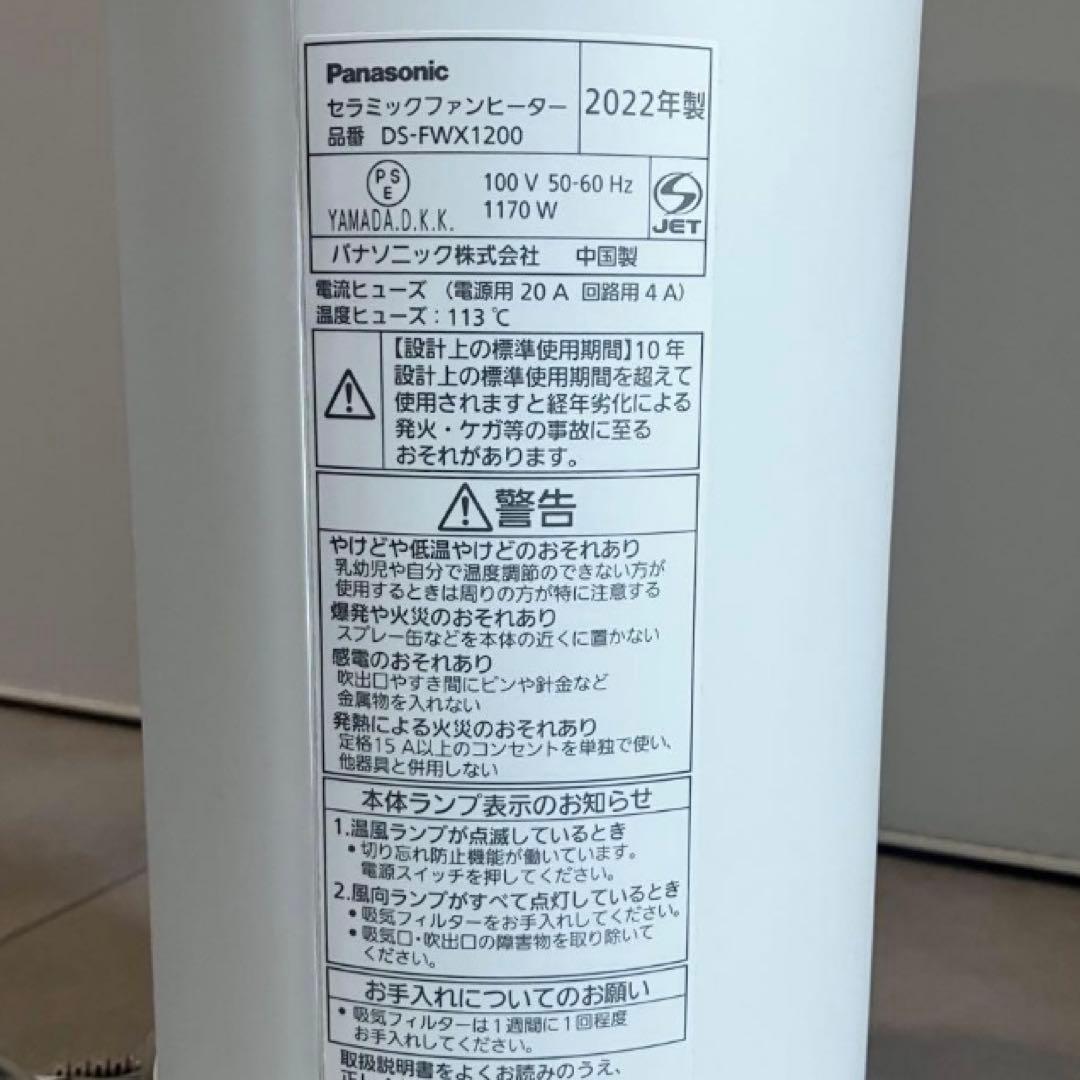 Panasonic
セラミックファンヒーター
品番 DS-FWX1200
2022年製
PSE
YAMADA.D.K.K.
100 V 50-60 Hz
1170 W
JET
パナソニック株式会社 中国製
電流ヒューズ (電源用 20 A 回路用 4 A)
温度ヒューズ:113 ℃
【設計上の標準使用期間】10 年
設計上の標準使用期間を超えて
使用されますと経年劣化による
発火・ケガ等の事故に至る
おそれがあります。
警告
やけどや低温やけどのおそれあり
乳幼児や自分で温度調節のできない方が
使用するときは周りの方が特に注意する
爆発や火災のおそれあり
スプレー缶などを本体の近くに置かない
感電のおそれあり
吹出口やすき間にピンや針金など
金属物を入れない
発熱による火災のおそれあり
定格15 A以上のコンセントを単独で使い、
他器具と併用しない
本体ランプ表示のお知らせ
1.温風ランプが点滅しているとき
•切り忘れ防止機能が働いています。
電源スイッチを押してください。
2.風向ランプがすべて点灯しているとき
•吸気フィルターをお手入れしてください。
•吸気口・吹出口の障害物を取り除いて
ください。
お手入れについてのお願い
•吸気フィルターは1週間に1回程度
お手入れしてください。
取扱説明書をよくお読みのうえ、
正し